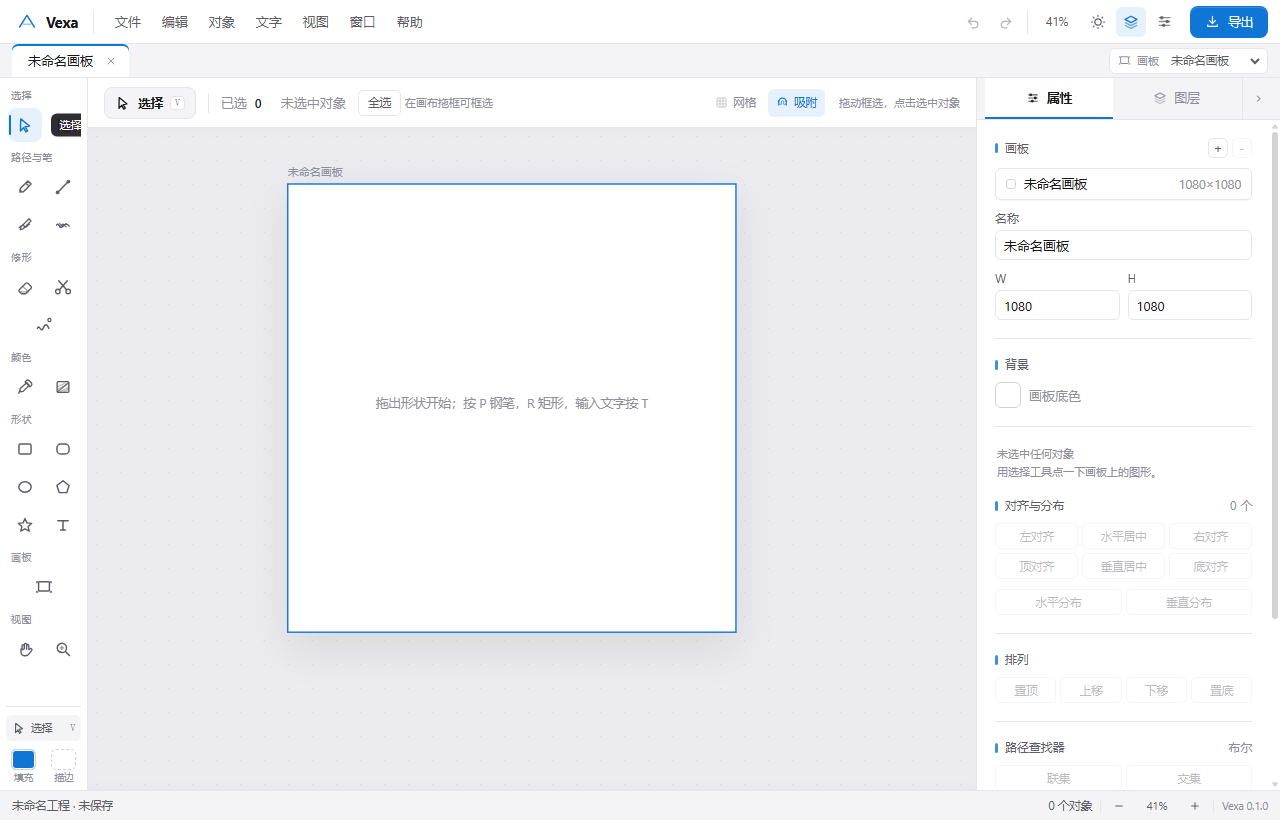 Vexa 文件 编辑 对象 文字 视图 窗口 帮助 41% 导出
未命名画板 × 画板 未命名画板
选择
选择
路径与笔
修形
颜色
形状
画板
视图
选择 V
填充 描边
选择 V 已选 0 未选中对象 全选 在画布拖框可框选 网格 吸附 拖动框选，点击选中对象
未命名画板
拖出形状开始；按 P 钢笔，R 矩形，输入文字按 T
属性 图层 ›
画板 + -
未命名画板 1080×1080
名称
未命名画板
W H
1080 1080
背景
画板底色
未选中任何对象
用选择工具点一下画板上的图形。
对齐与分布 0 个
左对齐 水平居中 右对齐
顶对齐 垂直居中 底对齐
水平分布 垂直分布
排列
置顶 上移 下移 置底
路径查找器 布尔
联集 交集
未命名工程 · 未保存 0 个对象 − 41% + Vexa 0.1.0